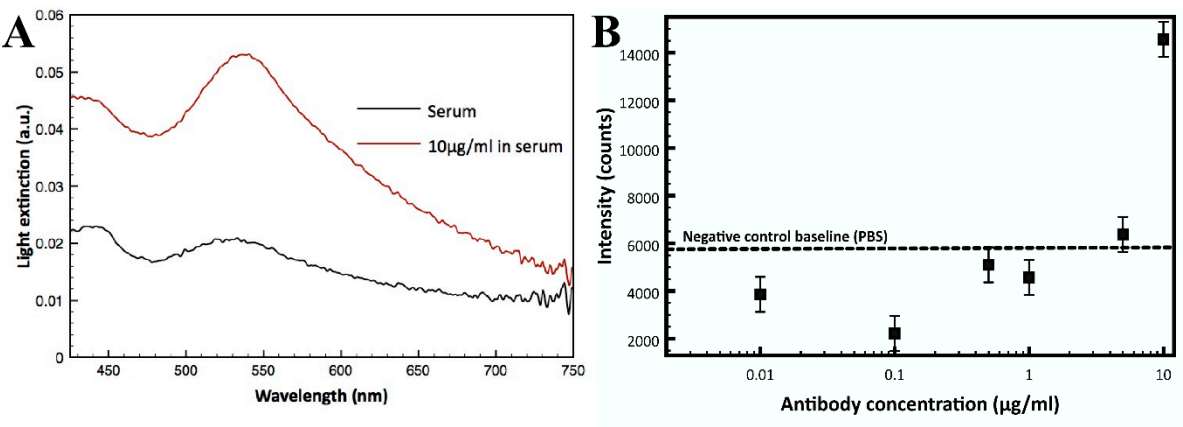 A
0.06
0.05
0.04
0.03
0.02
0.01
0
Light extinction (a.u.)
Serum
10µg/ml in serum
450
500
550
600
650
700
750
Wavelength (nm)
B
14000
12000
10000
8000
6000
4000
2000
Intensity (counts)
Negative control baseline (PBS)
0.01
0.1
1
10
Antibody concentration (µg/ml)